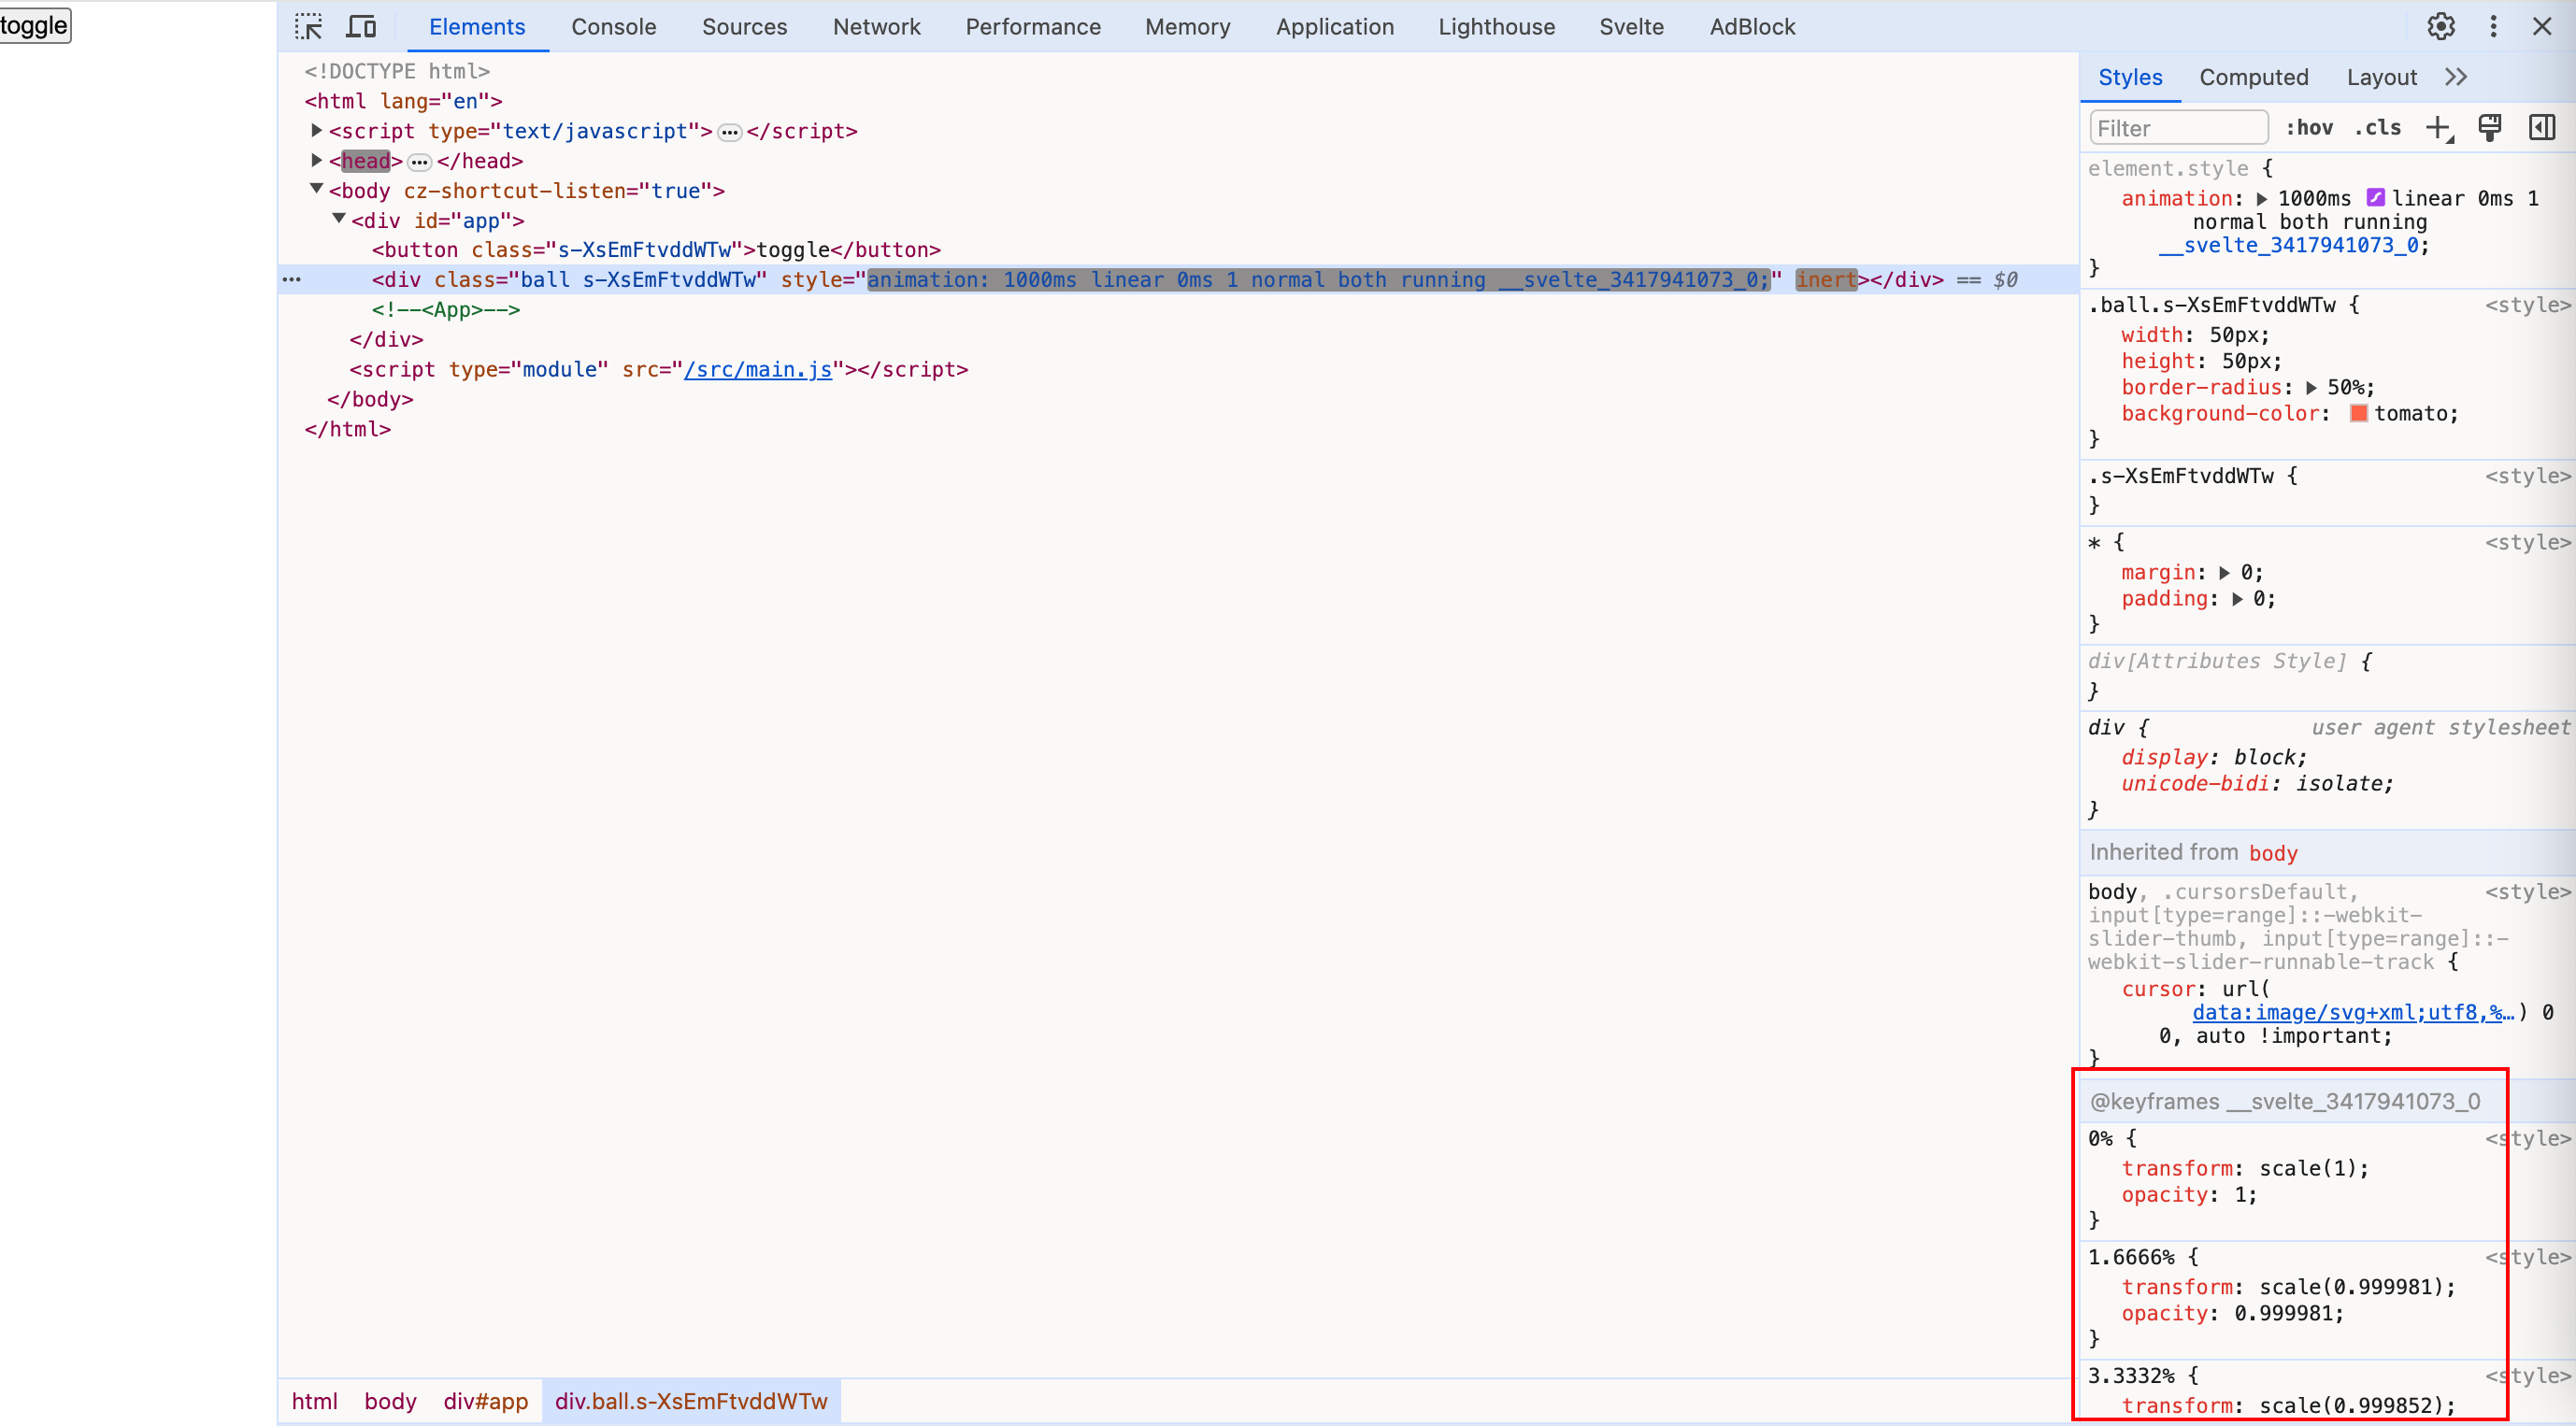 toggle
Elements Console Sources Network Performance Memory Application Lighthouse Svelte AdBlock
<!DOCTYPE html>
<html lang="en">
<script type="text/javascript"> … </script>
<head> … </head>
<body cz-shortcut-listen="true">
<div id="app">
<button class="s-XsEmFtvddWTw">toggle</button>
… <div class="ball s-XsEmFtvddWTw" style="animation: 1000ms linear 0ms 1 normal both running __svelte_3417941073_0;" inert></div> == $0
<!--<App>-->
</div>
<script type="module" src="/src/main.js"></script>
</body>
</html>
html body div#app div.ball.s-XsEmFtvddWTw
Styles Computed Layout
Filter :hov .cls
element.style {
animation: 1000ms linear 0ms 1
normal both running
__svelte_3417941073_0;
}
.ball.s-XsEmFtvddWTw { <style>
width: 50px;
height: 50px;
border-radius: 50%;
background-color: tomato;
}
.s-XsEmFtvddWTw { <style>
}
* { <style>
margin: 0;
padding: 0;
}
div[Attributes Style] {
}
div { user agent stylesheet
display: block;
unicode-bidi: isolate;
}
Inherited from body
body, .cursorsDefault, <style>
input[type=range]::-webkit-
slider-thumb, input[type=range]::-
webkit-slider-runnable-track {
cursor: url(
data:image/svg+xml;utf8,%…) 0
0, auto !important;
}
@keyframes __svelte_3417941073_0
0% { <style>
transform: scale(1);
opacity: 1;
}
1.6666% { <style>
transform: scale(0.999981);
opacity: 0.999981;
}
3.3332% { <style>
transform: scale(0.999852);